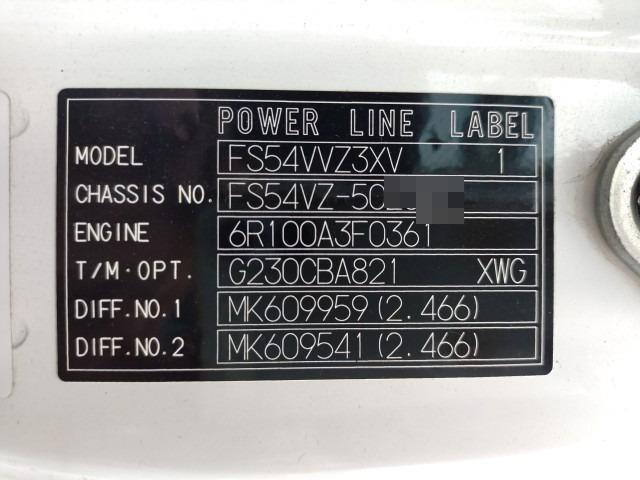 POWER LINE LABEL
MODEL FS54VVZ3XV 1
CHASSIS NO. FS54VZ-502
ENGINE 6R100A3F0361
T/M·OPT. G230CBA821 XWG
DIFF.NO.1 MK609959(2.466)
DIFF.NO.2 MK609541(2.466)